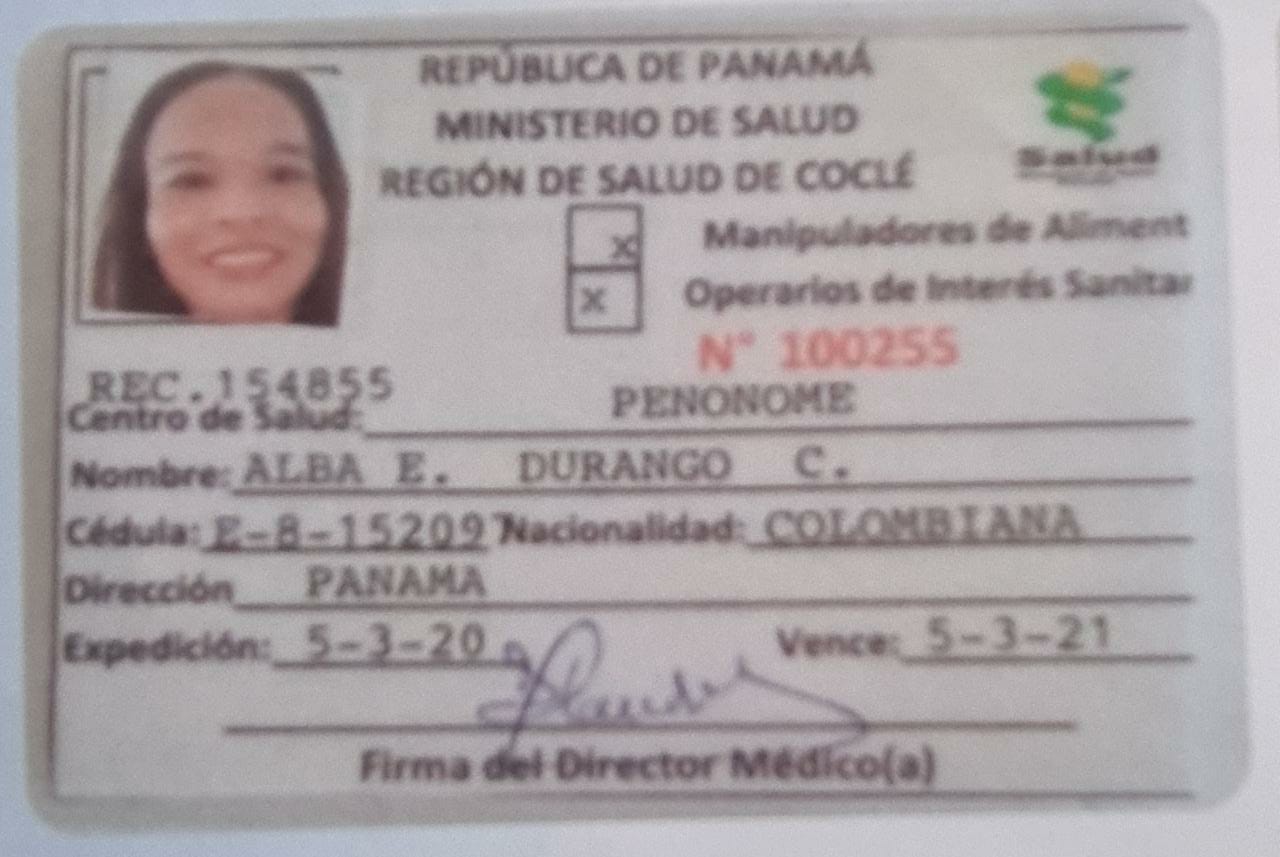 REPÚBLICA DE PANAMÁ
MINISTERIO DE SALUD
REGIÓN DE SALUD DE COCLÉ
Salud
X Manipuladores de Aliment
X Operarios de Interés Sanitar
N° 100255
REC.154855
Centro de Salud: PENONOME
Nombre: ALBA E. DURANGO C.
Cédula: E-8-152097 Nacionalidad: COLOMBIANA
Dirección PANAMA
Expedición: 5-3-20 Vence: 5-3-21
Firma del Director Médico(a)